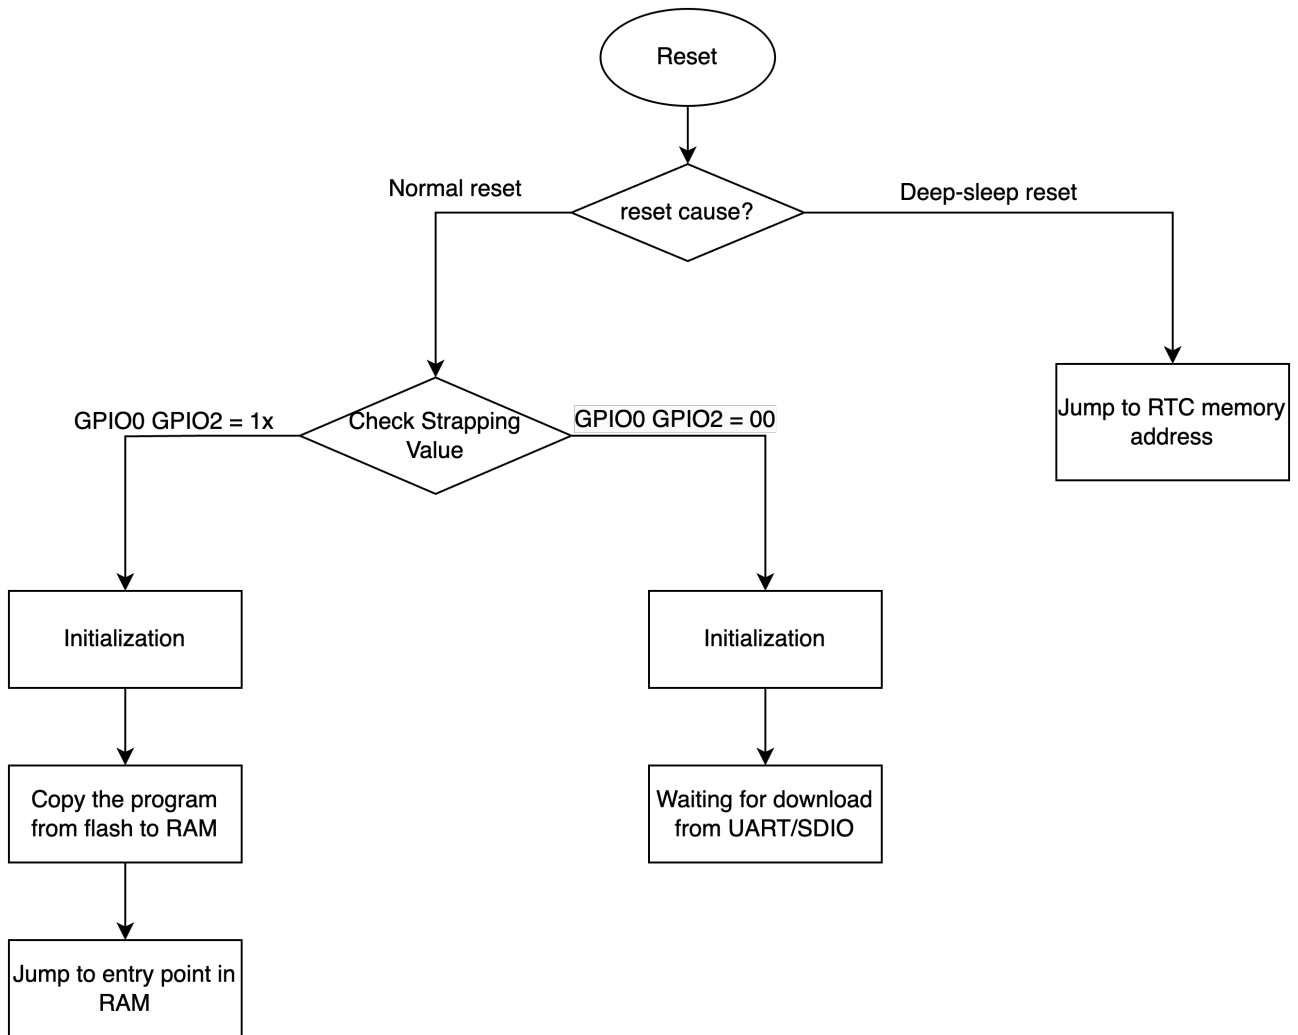 Reset
reset cause?
Normal reset
Deep-sleep reset
Jump to RTC memory
address
Check Strapping
Value
GPIO0 GPIO2 = 1x
GPIO0 GPIO2 = 00
Initialization
Initialization
Copy the program
from flash to RAM
Waiting for download
from UART/SDIO
Jump to entry point in
RAM